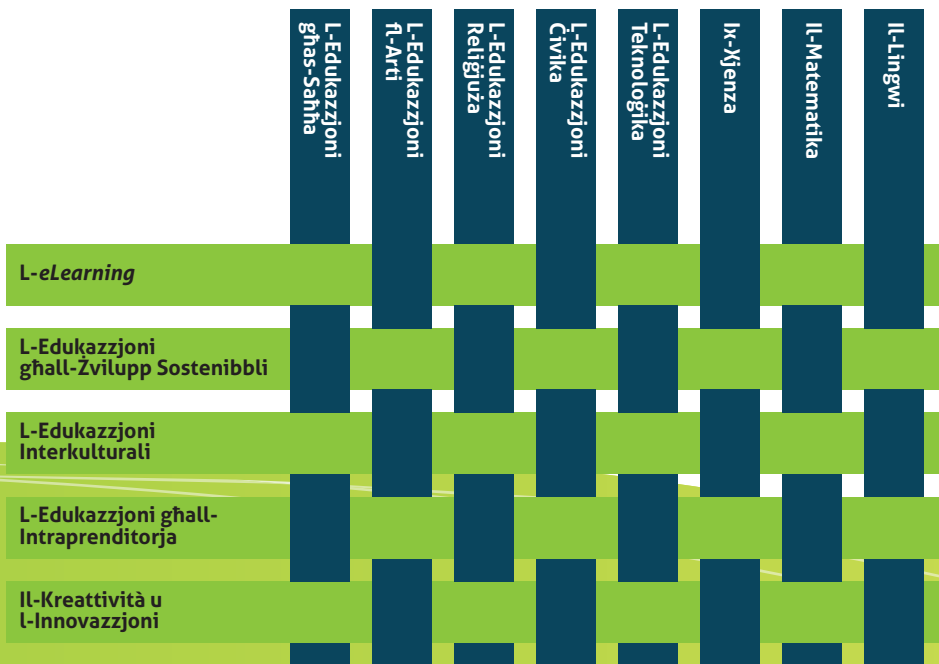 L-Edukazzjoni
għas-Saħħa
L-Edukazzjoni
fl-Arti
L-Edukazzjoni
Reliġjuża
L-Edukazzjoni
Ċivika
L-Edukazzjoni
Teknoloġika
Ix-Xjenza
Il-Matematika
Il-Lingwi
L-eLearning
L-Edukazzjoni
għall-Żvilupp Sostenibbli
L-Edukazzjoni
Interkulturali
L-Edukazzjoni għall-
Intraprenditorja
Il-Kreattività u
l-Innovazzjoni